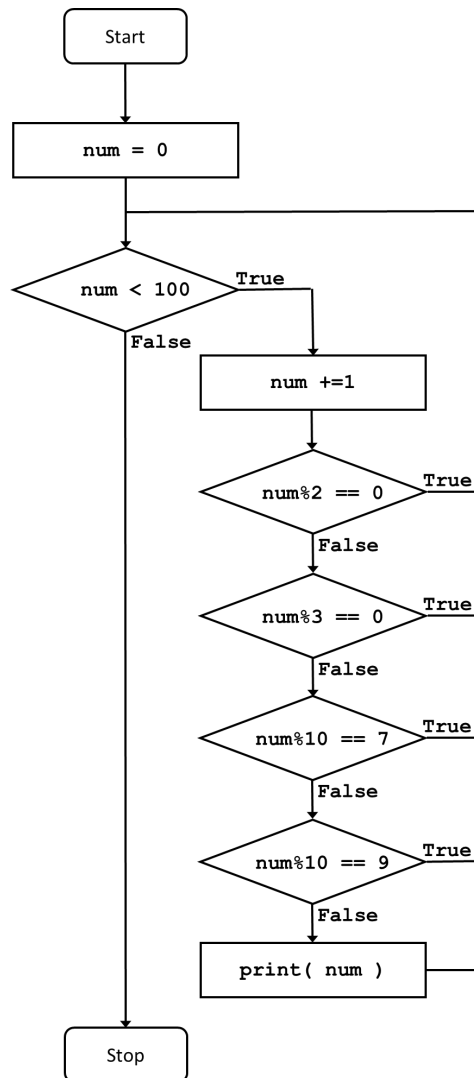 Start
num = 0
num < 100
True
False
num +=1
num%2 == 0
True
False
num%3 == 0
True
False
num%10 == 7
True
False
num%10 == 9
True
False
print( num )
Stop